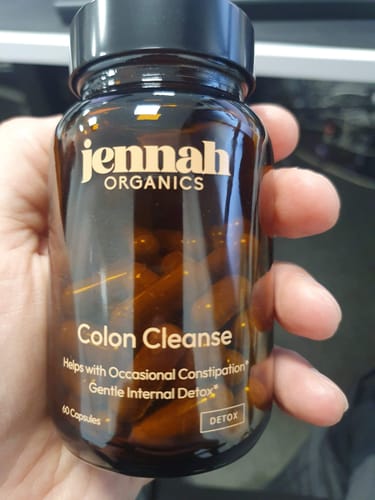 jennah
ORGANICS
Colon Cleanse
Helps with Occasional Constipation*
Gentle Internal Detox*
60 Capsules
DETOX